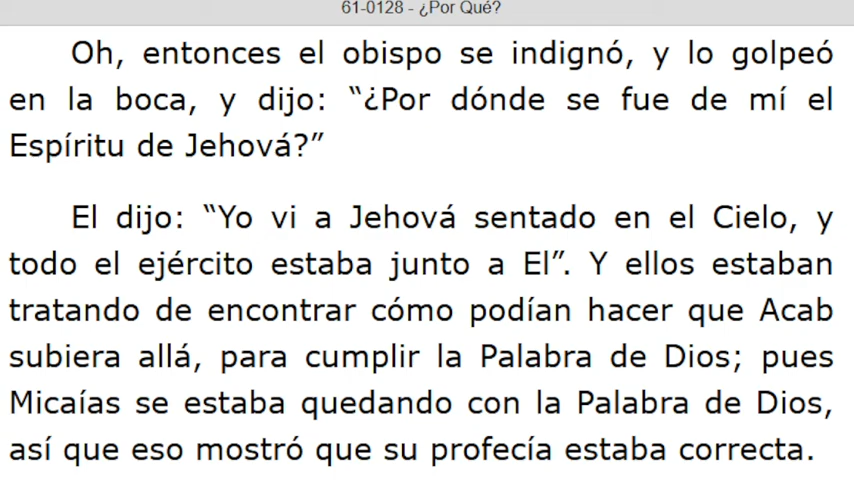 61-0128 - ¿Por Qué?
Oh, entonces el obispo se indignó, y lo golpeó
en la boca, y dijo: “¿Por dónde se fue de mí el
Espíritu de Jehová?”
El dijo: “Yo vi a Jehová sentado en el Cielo, y
todo el ejército estaba junto a El”. Y ellos estaban
tratando de encontrar cómo podían hacer que Acab
subiera allá, para cumplir la Palabra de Dios; pues
Micaías se estaba quedando con la Palabra de Dios,
así que eso mostró que su profecía estaba correcta.